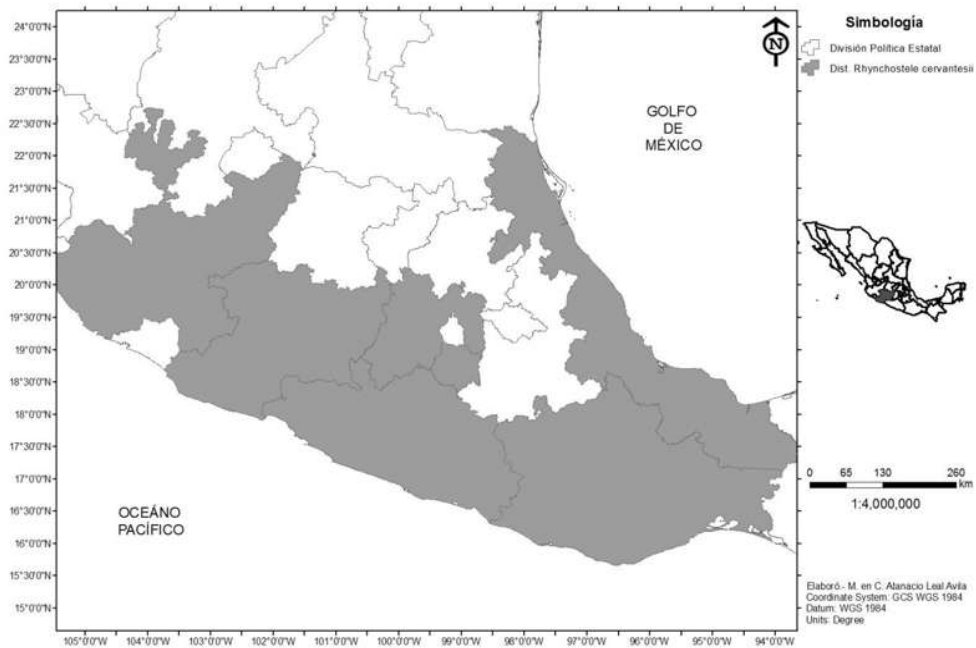 24°0'0"N
23°30'0"N
23°0'0"N
22°30'0"N
22°0'0"N
21°30'0"N
21°0'0"N
20°30'0"N
20°0'0"N
19°30'0"N
19°0'0"N
18°30'0"N
18°0'0"N
17°30'0"N
17°0'0"N
16°30'0"N
16°0'0"N
15°30'0"N
15°0'0"N
N
GOLFO
DE
MÉXICO
OCEÁNO
PACÍFICO
105°0'0"W 104°0'0"W 103°0'0"W 102°0'0"W 101°0'0"W 100°0'0"W 99°0'0"W 98°0'0"W 97°0'0"W 96°0'0"W 95°0'0"W 94°0'0"W
Simbología
División Política Estatal
Dist. Rhynchostele cervantesii
0 65 130 260
km
1:4,000,000
Elaboró.- M. en C. Atanacio Leal Avila
Coordinate System: GCS WGS 1984
Datum: WGS 1984
Units: Degree